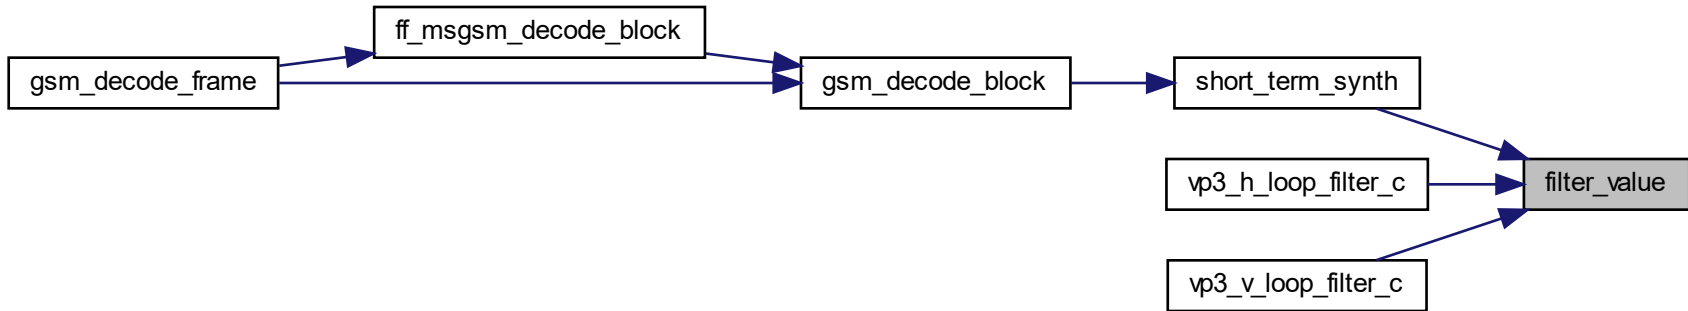 ff_msgsm_decode_block
gsm_decode_frame
gsm_decode_block
short_term_synth
vp3_h_loop_filter_c
filter_value
vp3_v_loop_filter_c